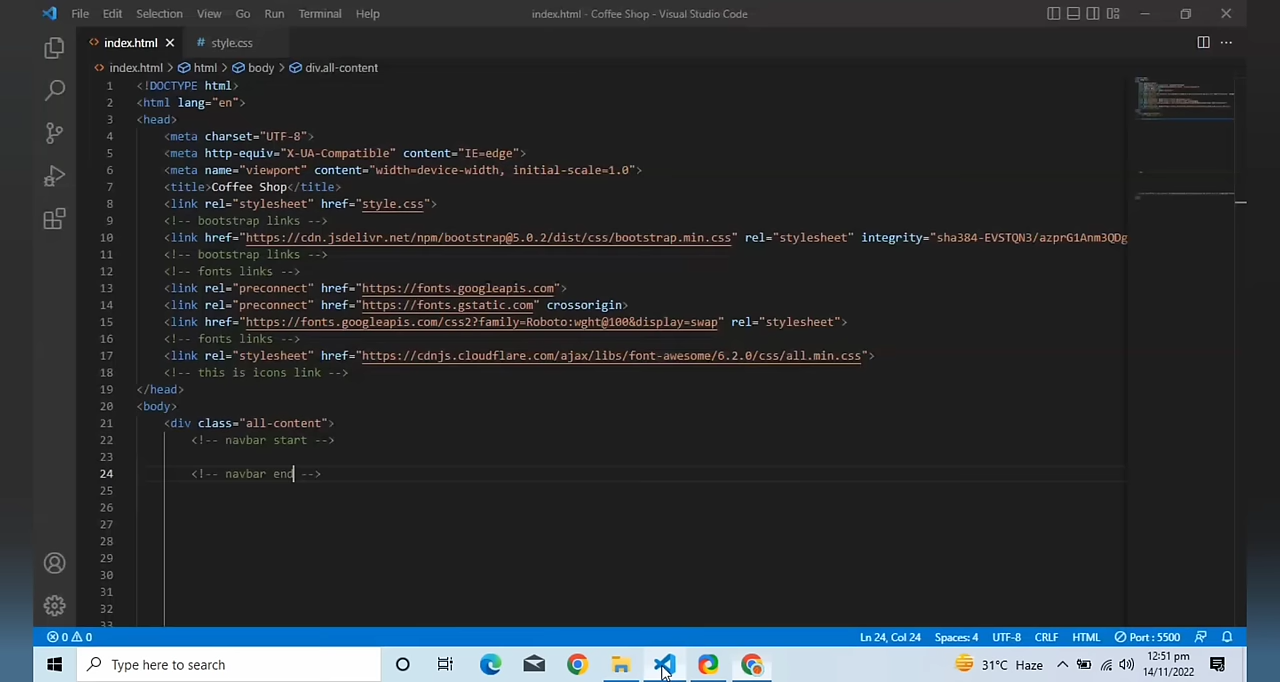 File Edit Selection View Go Run Terminal Help index.html - Coffee Shop - Visual Studio Code
index.html style.css
index.html > html > body > div.all-content
1 <!DOCTYPE html>
2 <html lang="en">
3 <head>
4 <meta charset="UTF-8">
5 <meta http-equiv="X-UA-Compatible" content="IE=edge">
6 <meta name="viewport" content="width=device-width, initial-scale=1.0">
7 <title>Coffee Shop</title>
8 <link rel="stylesheet" href="style.css">
9 <!-- bootstrap links -->
10 <link href="https://cdn.jsdelivr.net/npm/bootstrap@5.0.2/dist/css/bootstrap.min.css" rel="stylesheet" integrity="sha384-EVSTQN3/azprG1Anm3QDg
11 <!-- bootstrap links -->
12 <!-- fonts links -->
13 <link rel="preconnect" href="https://fonts.googleapis.com">
14 <link rel="preconnect" href="https://fonts.gstatic.com" crossorigin>
15 <link href="https://fonts.googleapis.com/css2?family=Roboto:wght@100&display=swap" rel="stylesheet">
16 <!-- fonts links -->
17 <link rel="stylesheet" href="https://cdnjs.cloudflare.com/ajax/libs/font-awesome/6.2.0/css/all.min.css">
18 <!-- this is icons link -->
19 </head>
20 <body>
21 <div class="all-content">
22 <!-- navbar start -->
23
24 <!-- navbar end -->
25
26
27
28
29
30
31
32
33
0 0 Ln 24, Col 24 Spaces: 4 UTF-8 CRLF HTML Port : 5500
Type here to search 31°C Haze 12:51 pm
14/11/2022